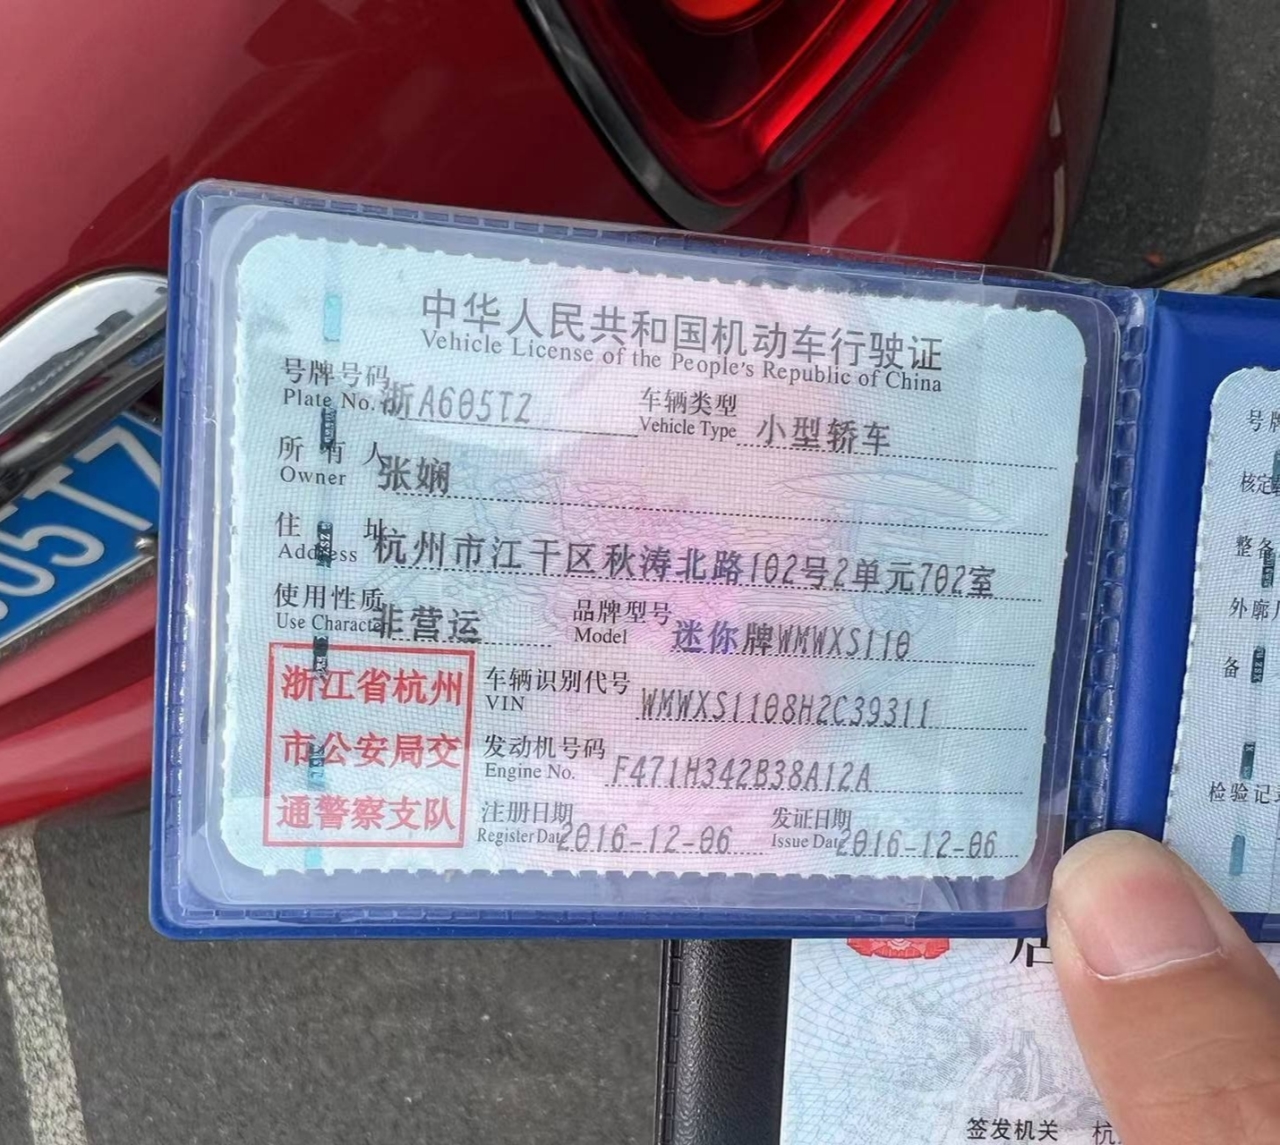 中华人民共和国机动车行驶证
Vehicle License of the People's Republic of China
号牌号码 浙A605TZ 车辆类型 小型轿车
Plate No. Vehicle Type
所有人 张娴
Owner
住址 杭州市江干区秋涛北路102号2单元702室
Address
使用性质 非营运 品牌型号 迷你牌WMWXS110
Use Character Model
浙江省杭州
市公安局交
通警察支队
车辆识别代号 WMWXS1108H2C39311
VIN
发动机号码 F471H342B38A12A
Engine No.
注册日期 2016-12-06 发证日期 2016-12-06
Register Date Issue Date
05TZ
号牌
核定
整备
外廓
备
检验记
签发机关 杭